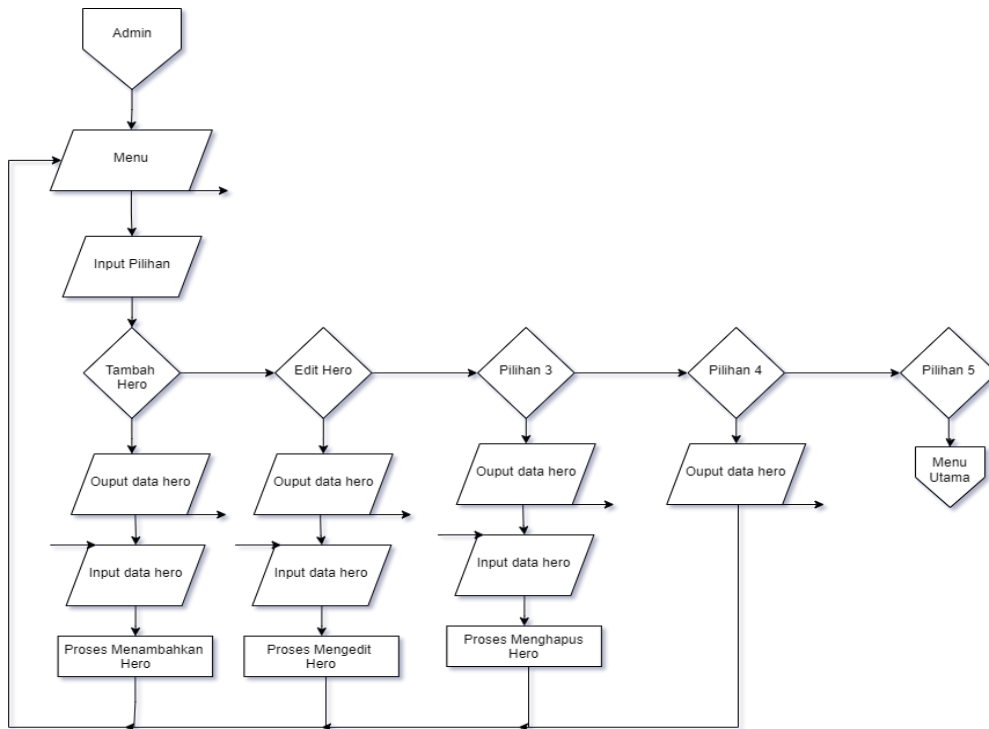 Admin
Menu
Input Pilihan
Tambah
Hero
Edit Hero
Pilihan 3
Pilihan 4
Pilihan 5
Ouput data hero
Ouput data hero
Ouput data hero
Ouput data hero
Menu
Utama
Input data hero
Input data hero
Input data hero
Proses Menambahkan
Hero
Proses Mengedit
Hero
Proses Menghapus
Hero